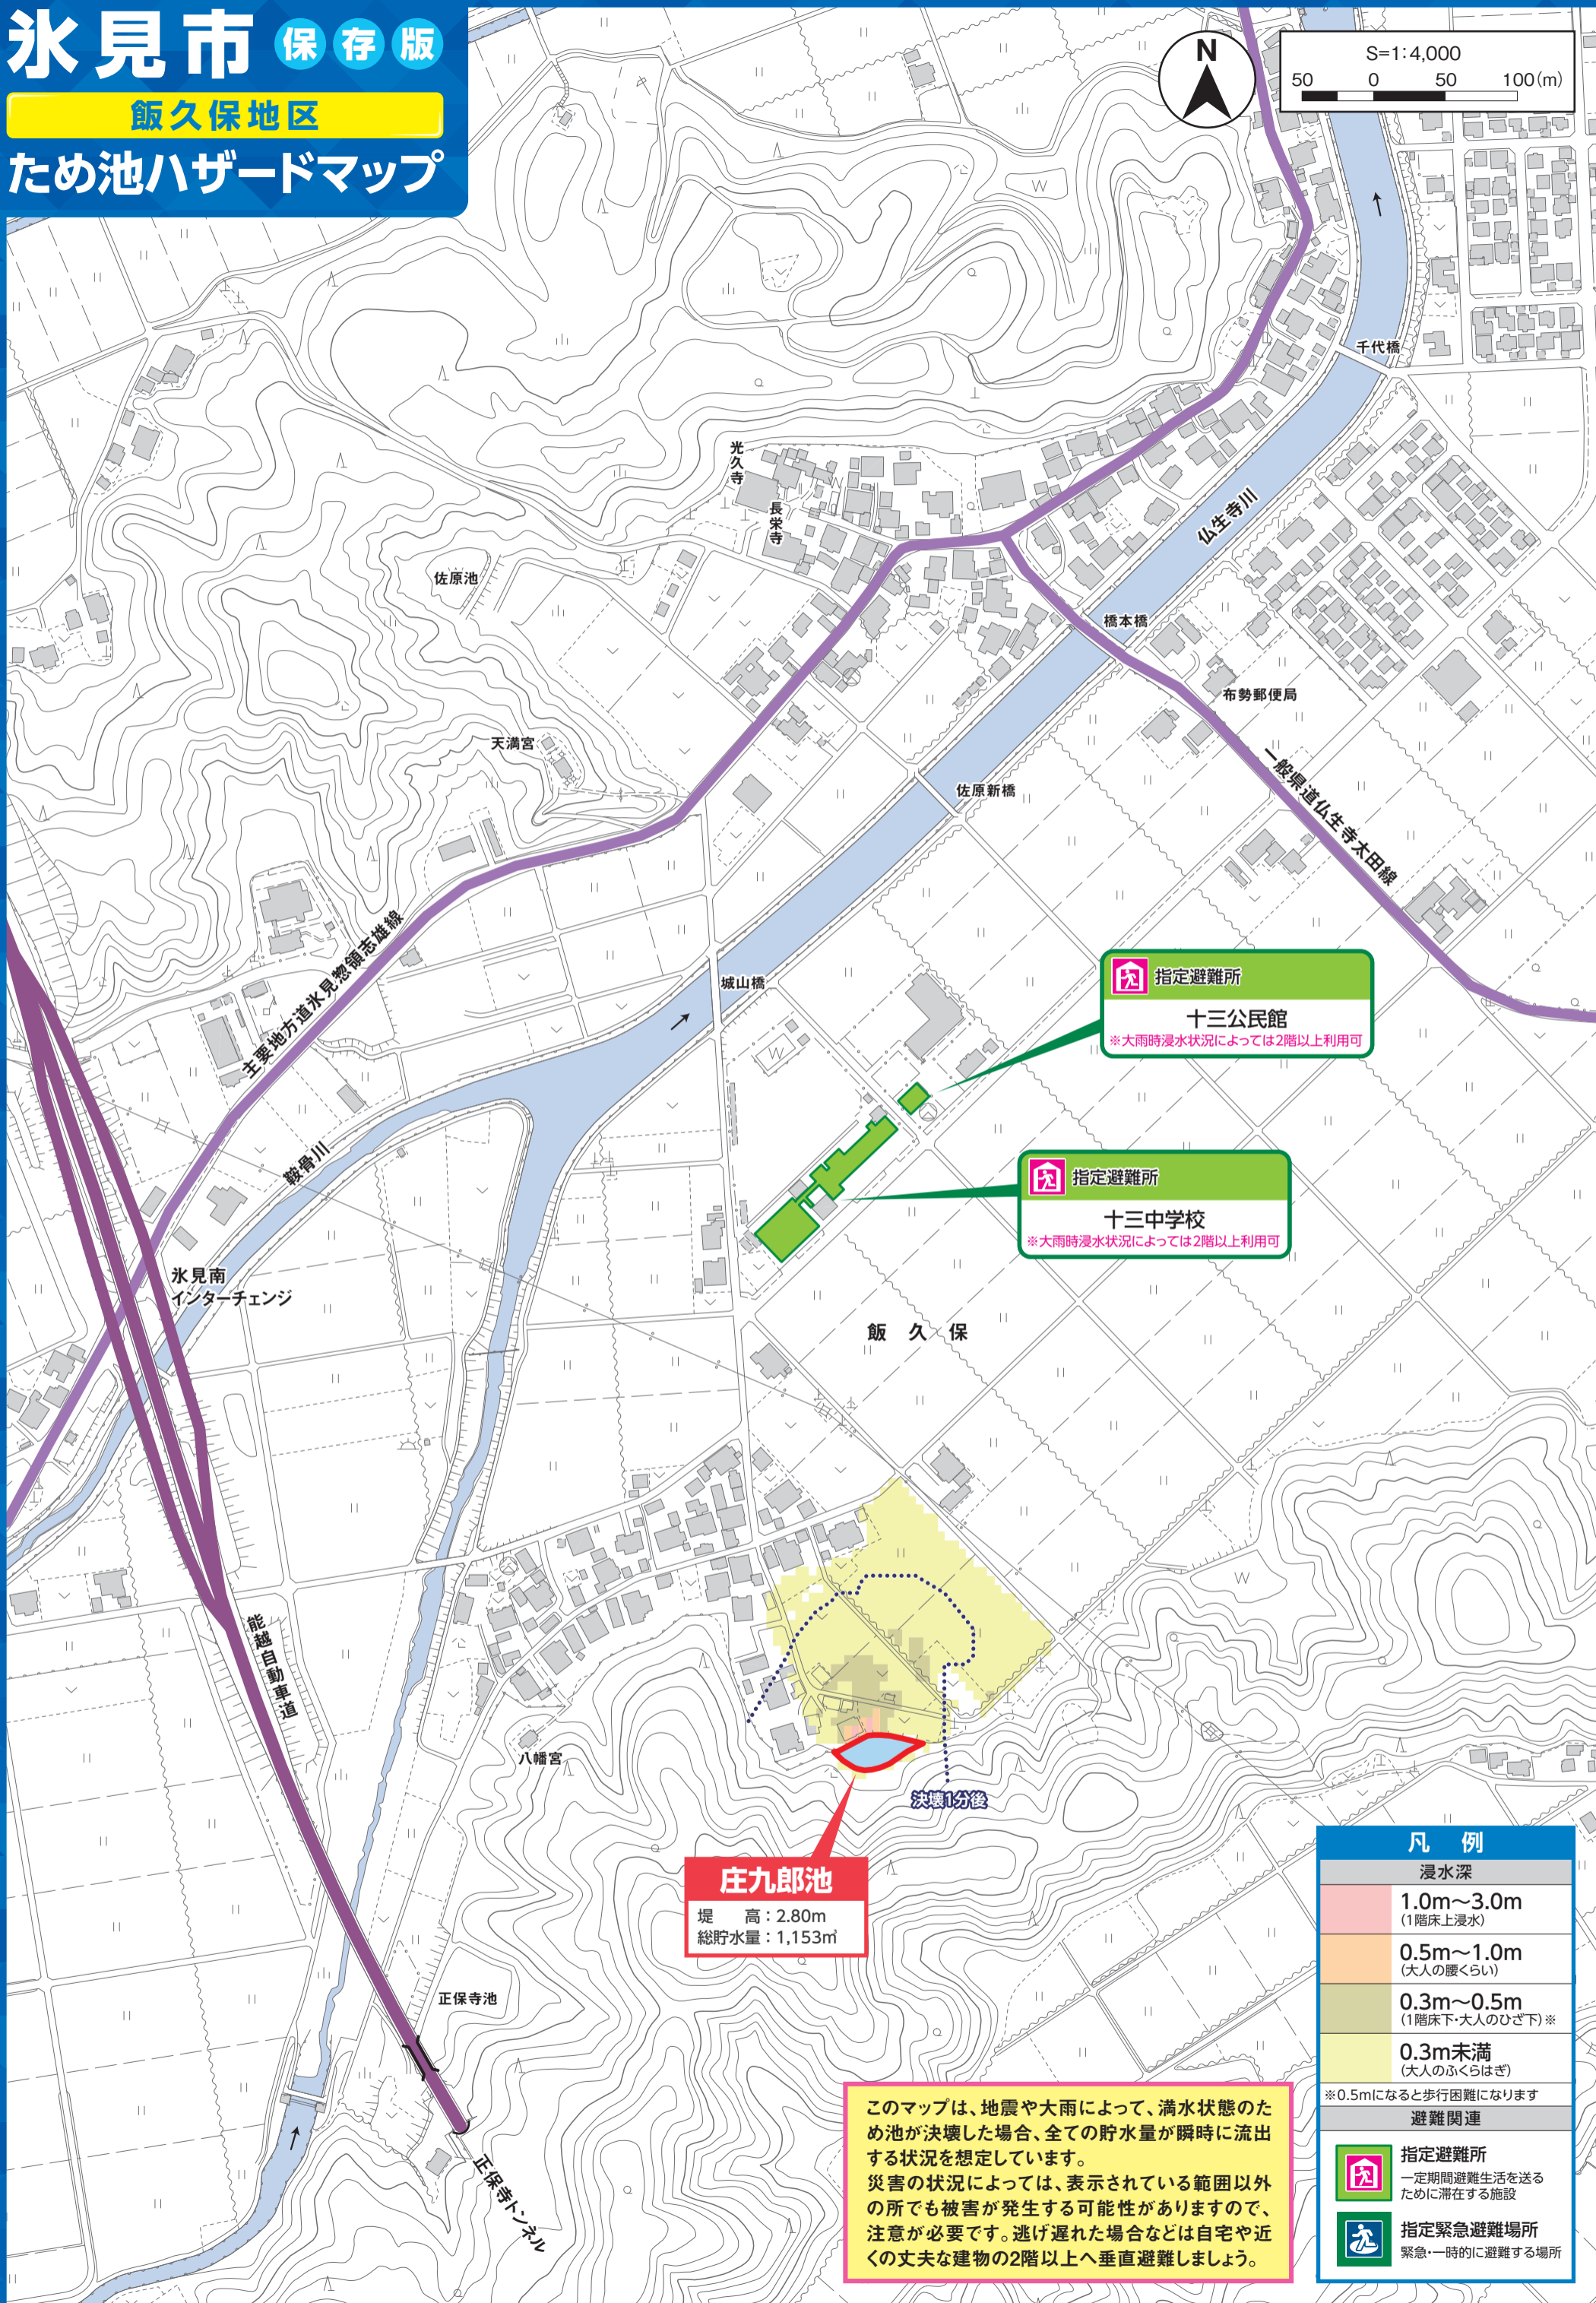 氷見市 保存版
飯久保地区
ため池ハザードマップ
N
S=1:4,000
50 0 50 100(m)
千代橋
光久寺
長栄寺
仏生寺川
佐原池
橋本橋
布勢郵便局
天満宮
佐原新橋
一般県道仏生寺太田線
主要地方道氷見惣領志雄線
城山橋
指定避難所
十三公民館
※大雨時浸水状況によっては2階以上利用可
鞍骨川
指定避難所
十三中学校
※大雨時浸水状況によっては2階以上利用可
氷見南
インターチェンジ
飯久保
能越自動車道
八幡宮
決壊1分後
庄九郎池
堤　高：2.80m
総貯水量：1,153㎥
正保寺池
正保寺トンネル
このマップは、地震や大雨によって、満水状態のた
め池が決壊した場合、全ての貯水量が瞬時に流出
する状況を想定しています。
災害の状況によっては、表示されている範囲以外
の所でも被害が発生する可能性がありますので、
注意が必要です。逃げ遅れた場合などは自宅や近
くの丈夫な建物の2階以上へ垂直避難しましょう。
凡　例
浸水深
1.0m～3.0m
(1階床上浸水)
0.5m～1.0m
(大人の腰くらい)
0.3m～0.5m
(1階床下・大人のひざ下)※
0.3m未満
(大人のふくらはぎ)
※0.5mになると歩行困難になります
避難関連
指定避難所
一定期間避難生活を送る
ために滞在する施設
指定緊急避難場所
緊急・一時的に避難する場所